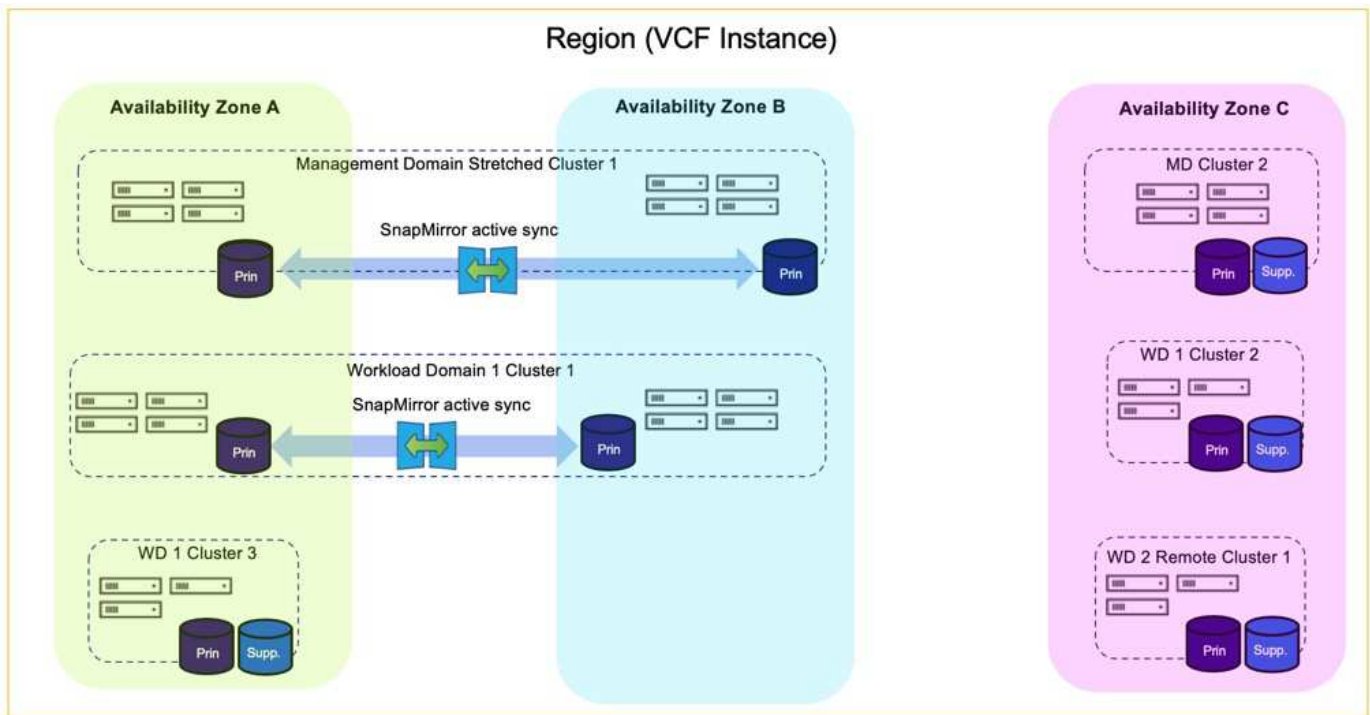 Region (VCF Instance)
Availability Zone A
Availability Zone B
Availability Zone C
Management Domain Stretched Cluster 1
SnapMirror active sync
Prin
Prin
MD Cluster 2
Prin
Supp.
Workload Domain 1 Cluster 1
SnapMirror active sync
Prin
Prin
WD 1 Cluster 2
Prin
Supp.
WD 1 Cluster 3
Prin
Supp.
WD 2 Remote Cluster 1
Prin
Supp.